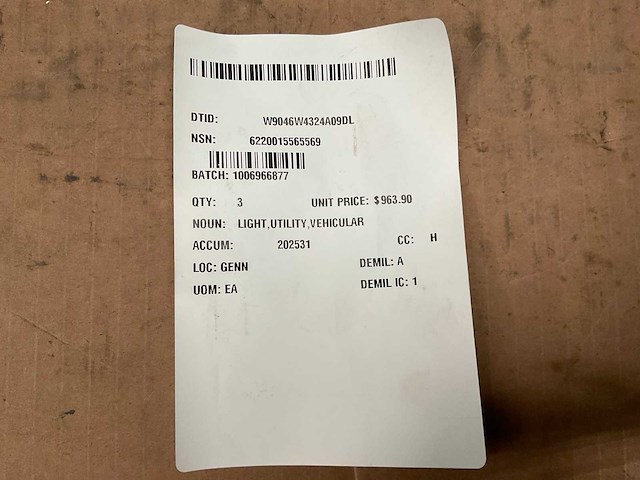 DTID: W9046W4324A09DL
NSN: 6220015565569
BATCH: 1006966877
QTY: 3 UNIT PRICE: $963.90
NOUN: LIGHT,UTILITY,VEHICULAR
ACCUM: 202531 CC: H
LOC: GENN DEMIL: A
UOM: EA DEMIL IC: 1